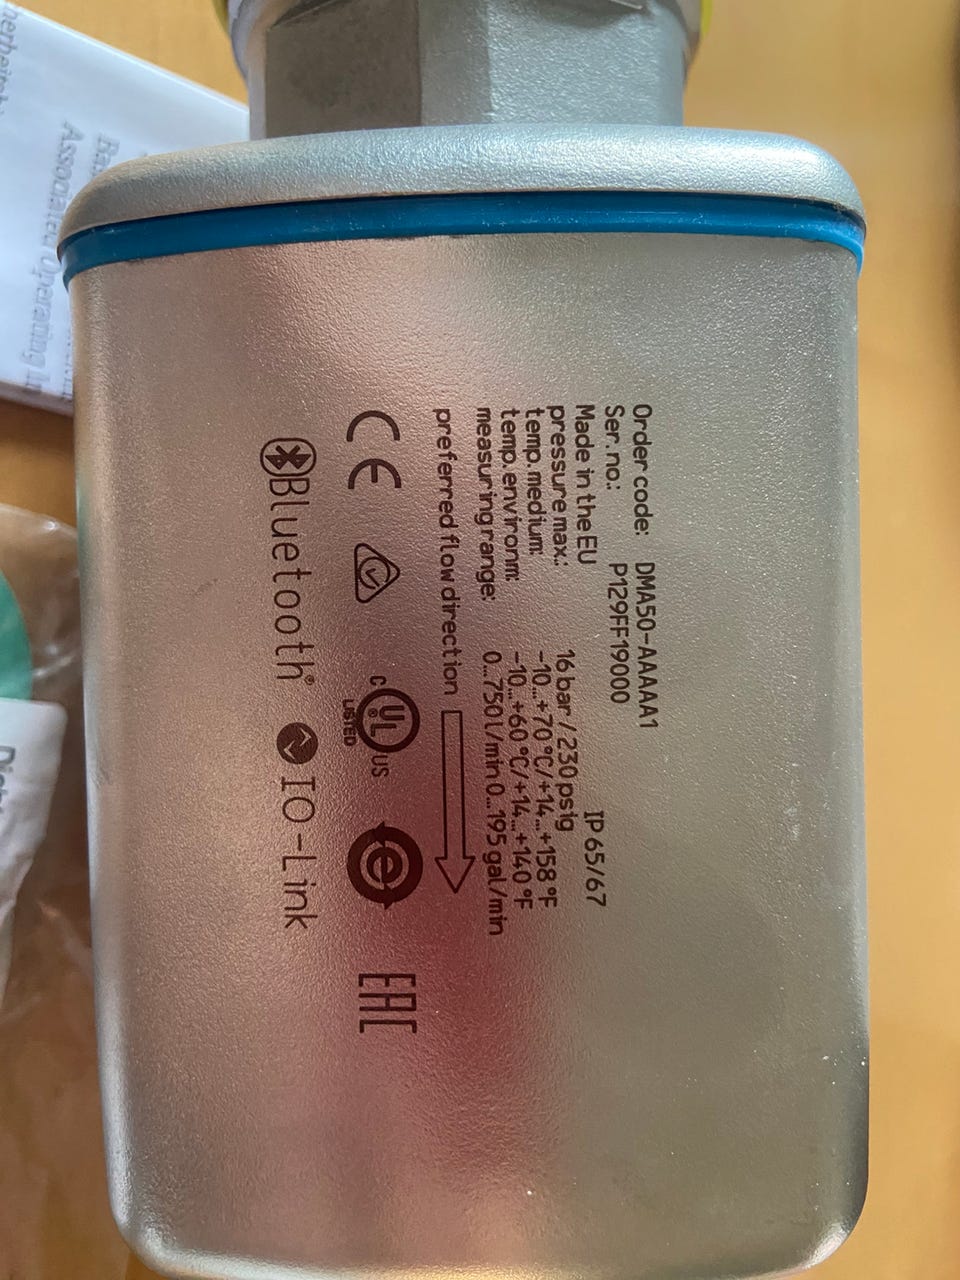 Order code: DMA50-AAAAA1
Ser. no.: P129FF19000
Made in the EU IP 65/67
pressure max.: 16 bar / 230 psig
temp. medium: -10...+70 °C/+14...+158 °F
temp. environm: -10...+60 °C/+14...+140 °F
measuring range: 0...750 l/min 0...195 gal/min
preferred flow direction
CE
c UL ® US
LISTED
e
EAC
Bluetooth® IO-Link
Associated Operating